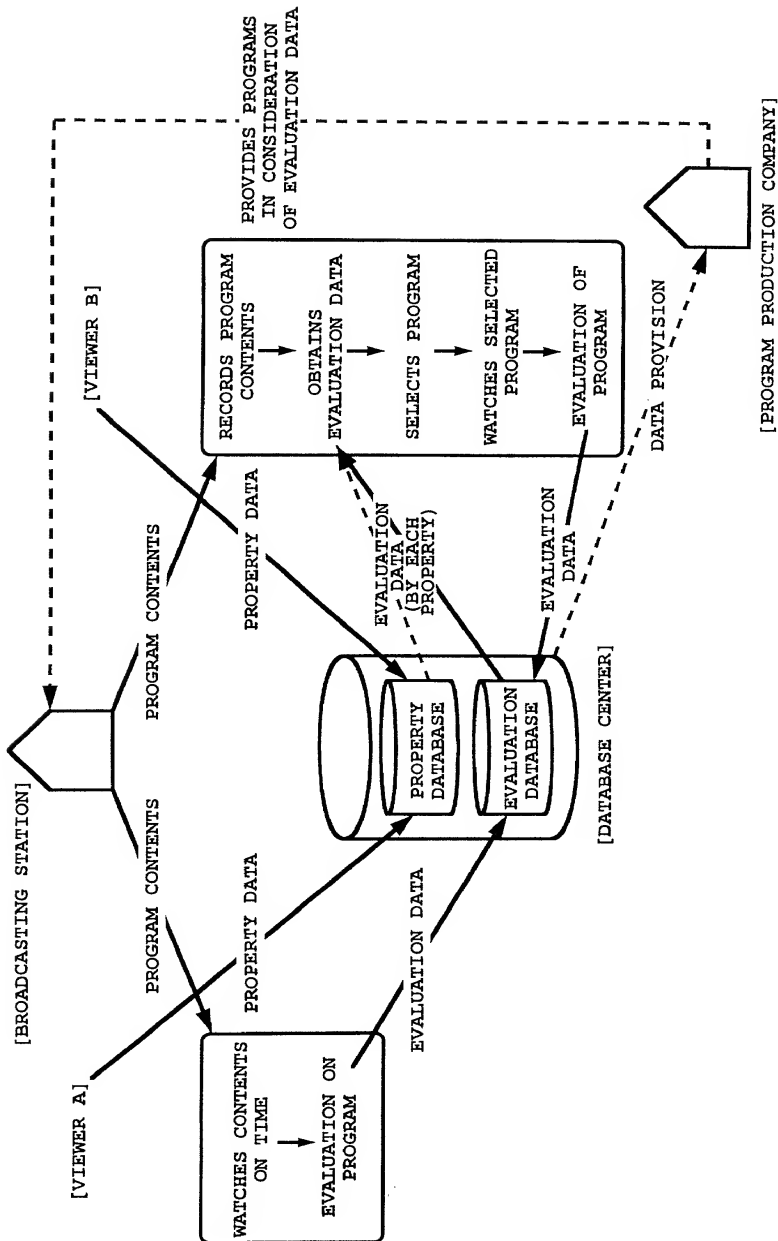 [BROADCASTING STATION]
[VIEWER A]
[VIEWER B]
PROGRAM CONTENTS
PROGRAM CONTENTS
PROVIDES PROGRAMS
IN CONSIDERATION
OF EVALUATION DATA
WATCHES CONTENTS
ON TIME
EVALUATION ON
PROGRAM
PROPERTY DATA
PROPERTY DATA
RECORDS PROGRAM
CONTENTS
OBTAINS
EVALUATION DATA
SELECTS PROGRAM
WATCHES SELECTED
PROGRAM
EVALUATION OF
PROGRAM
EVALUATION
DATA
(BY EACH
PROPERTY)
PROPERTY
DATABASE
EVALUATION
DATABASE
EVALUATION DATA
EVALUATION
DATA
[DATABASE CENTER]
DATA PROVISION
[PROGRAM PRODUCTION COMPANY]